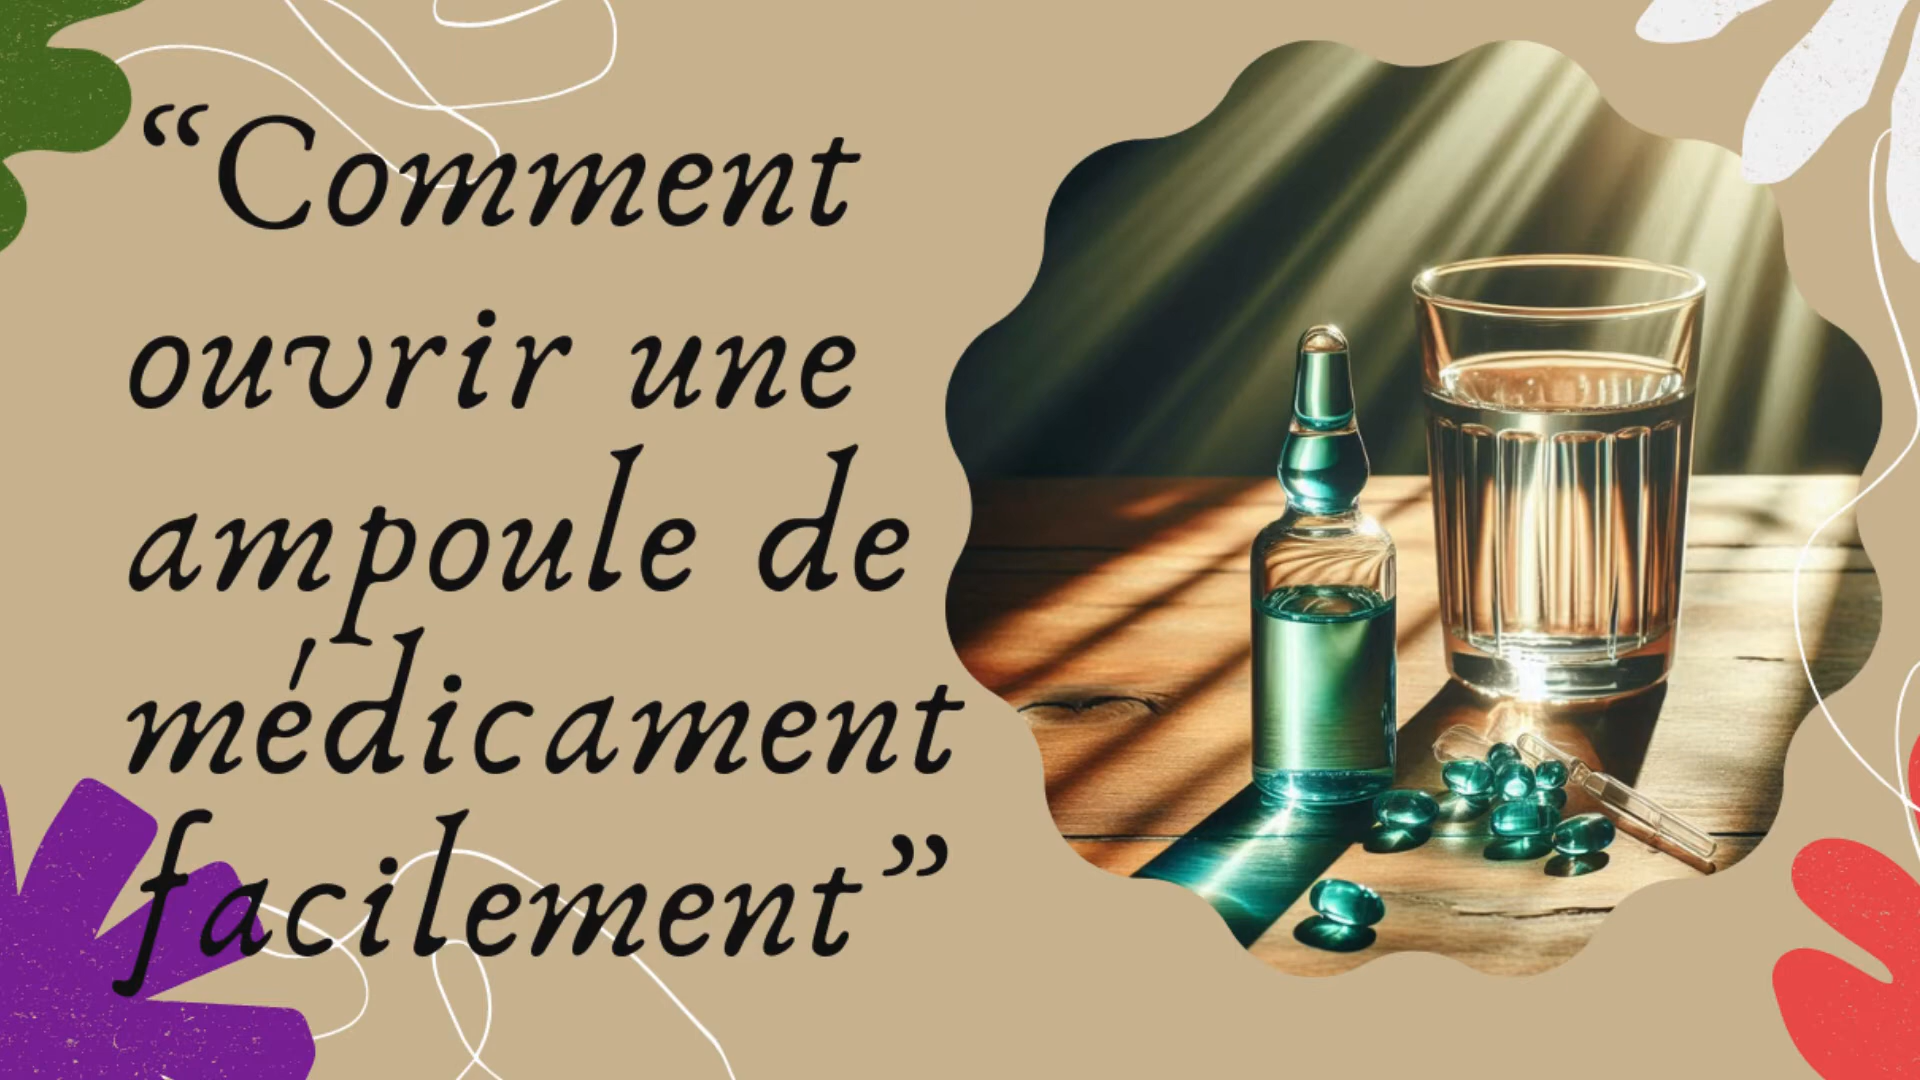 “Comment
ouvrir une
ampoule de
médicament
facilement”